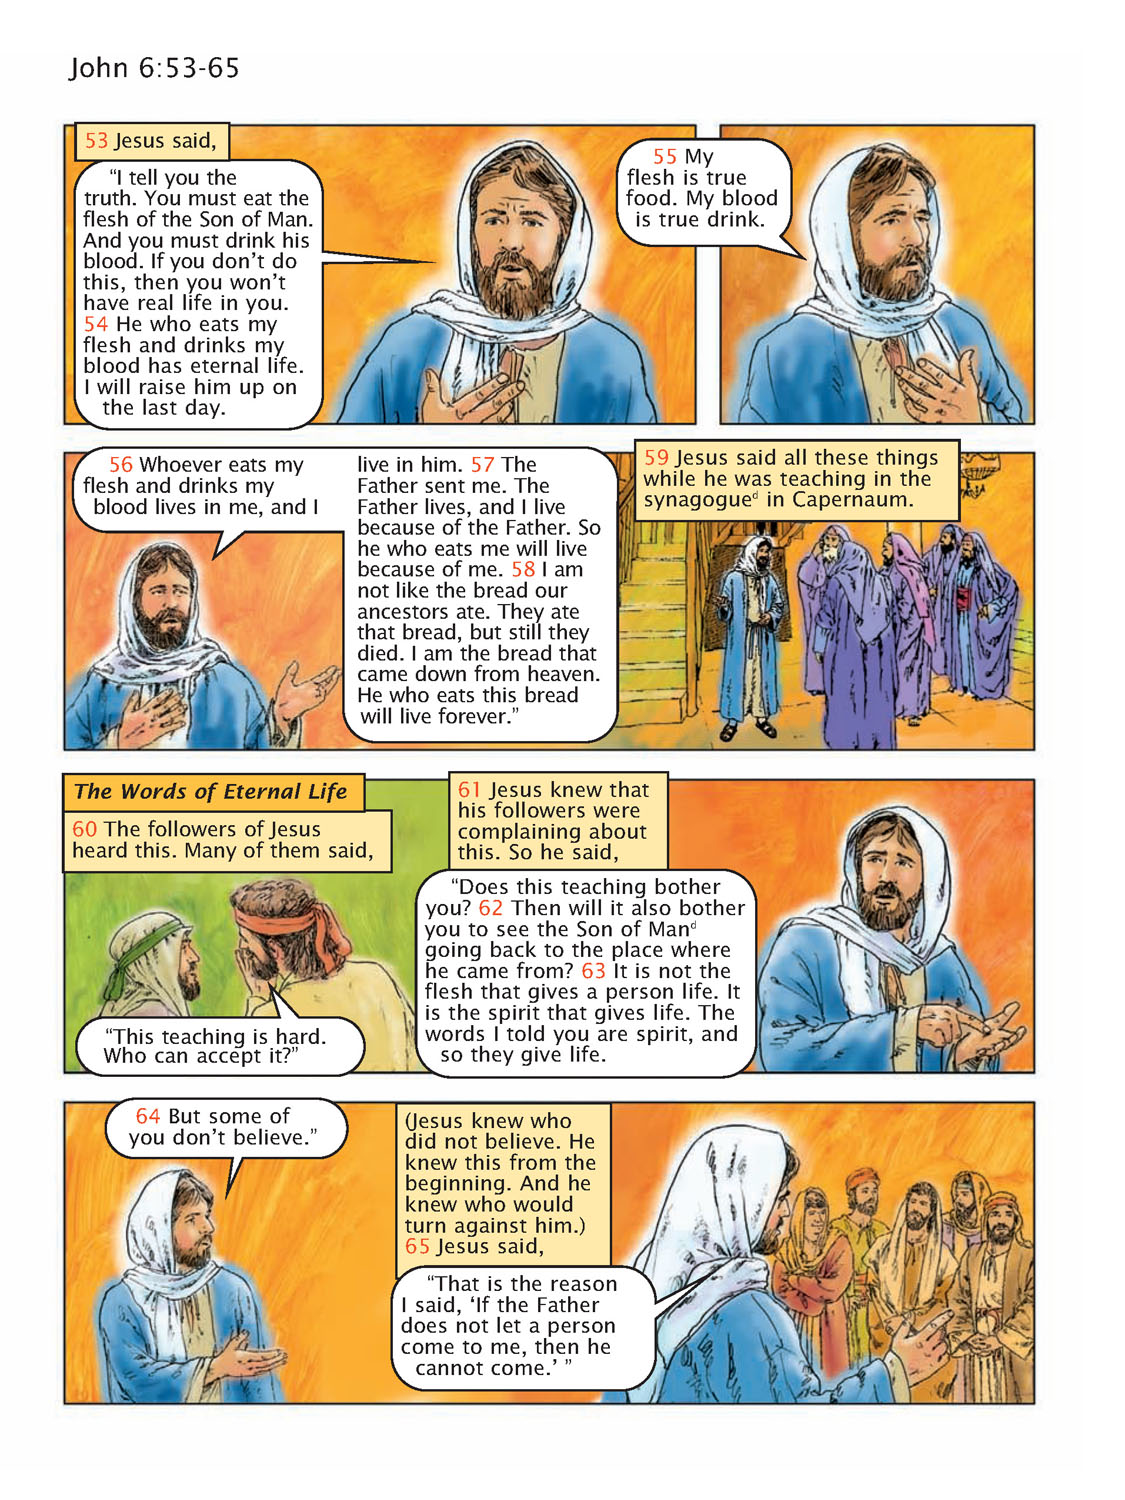 John 6:53-65
53 Jesus said,
“I tell you the
truth. You must eat the
flesh of the Son of Man.
And you must drink his
blood. If you don’t do
this, then you won’t
have real life in you.
54 He who eats my
flesh and drinks my
blood has eternal life.
I will raise him up on
the last day.
55 My
flesh is true
food. My blood
is true drink.
56 Whoever eats my
flesh and drinks my
blood lives in me, and I
live in him. 57 The
Father sent me. The
Father lives, and I live
because of the Father. So
he who eats me will live
because of me. 58 I am
not like the bread our
ancestors ate. They ate
that bread, but still they
died. I am the bread that
came down from heaven.
He who eats this bread
will live forever.”
59 Jesus said all these things
while he was teaching in the
synagogueᵈ in Capernaum.
The Words of Eternal Life
60 The followers of Jesus
heard this. Many of them said,
“This teaching is hard.
Who can accept it?”
61 Jesus knew that
his followers were
complaining about
this. So he said,
“Does this teaching bother
you? 62 Then will it also bother
you to see the Son of Manᵈ
going back to the place where
he came from? 63 It is not the
flesh that gives a person life. It
is the spirit that gives life. The
words I told you are spirit, and
so they give life.
64 But some of
you don’t believe.”
(Jesus knew who
did not believe. He
knew this from the
beginning. And he
knew who would
turn against him.)
65 Jesus said,
“That is the reason
I said, ‘If the Father
does not let a person
come to me, then he
cannot come.’ ”